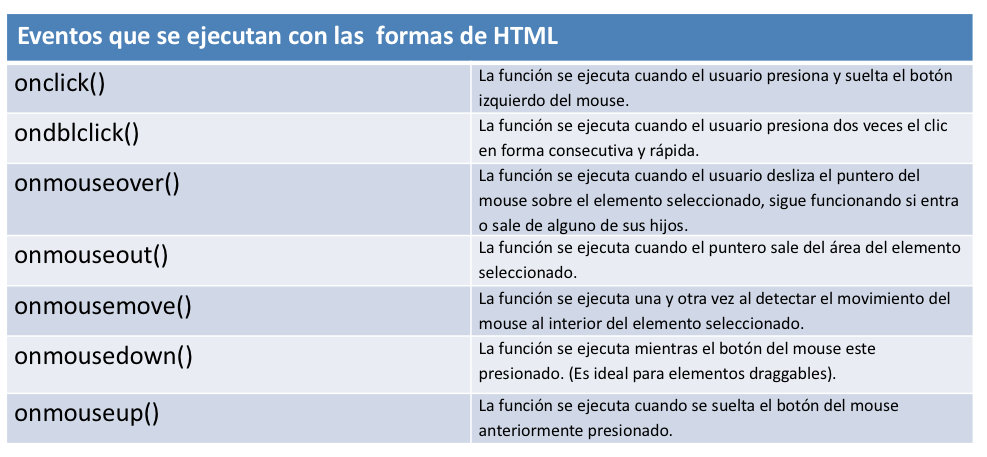 Eventos que se ejecutan con las  formas de HTML
onclick()
La función se ejecuta cuando el usuario presiona y suelta el botón
izquierdo del mouse.
ondblclick()
La función se ejecuta cuando el usuario presiona dos veces el clic
en forma consecutiva y rápida.
onmouseover()
La función se ejecuta cuando el usuario desliza el puntero del
mouse sobre el elemento seleccionado, sigue funcionando si entra
o sale de alguno de sus hijos.
onmouseout()
La función se ejecuta cuando el puntero sale del área del elemento
seleccionado.
onmousemove()
La función se ejecuta una y otra vez al detectar el movimiento del
mouse al interior del elemento seleccionado.
onmousedown()
La función se ejecuta mientras el botón del mouse este
presionado. (Es ideal para elementos draggables).
onmouseup()
La función se ejecuta cuando se suelta el botón del mouse
anteriormente presionado.